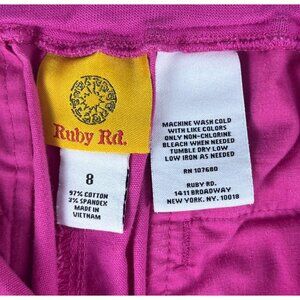 Ruby Rd.
8
97% COTTON
3% SPANDEX
MADE IN
VIETNAM
MACHINE WASH COLD
WITH LIKE COLORS
ONLY NON-CHLORINE
BLEACH WHEN NEEDED
TUMBLE DRY LOW
LOW IRON AS NEEDED
RN 107680
RUBY RD.
1411 BROADWAY
NEW YORK, NY. 10018